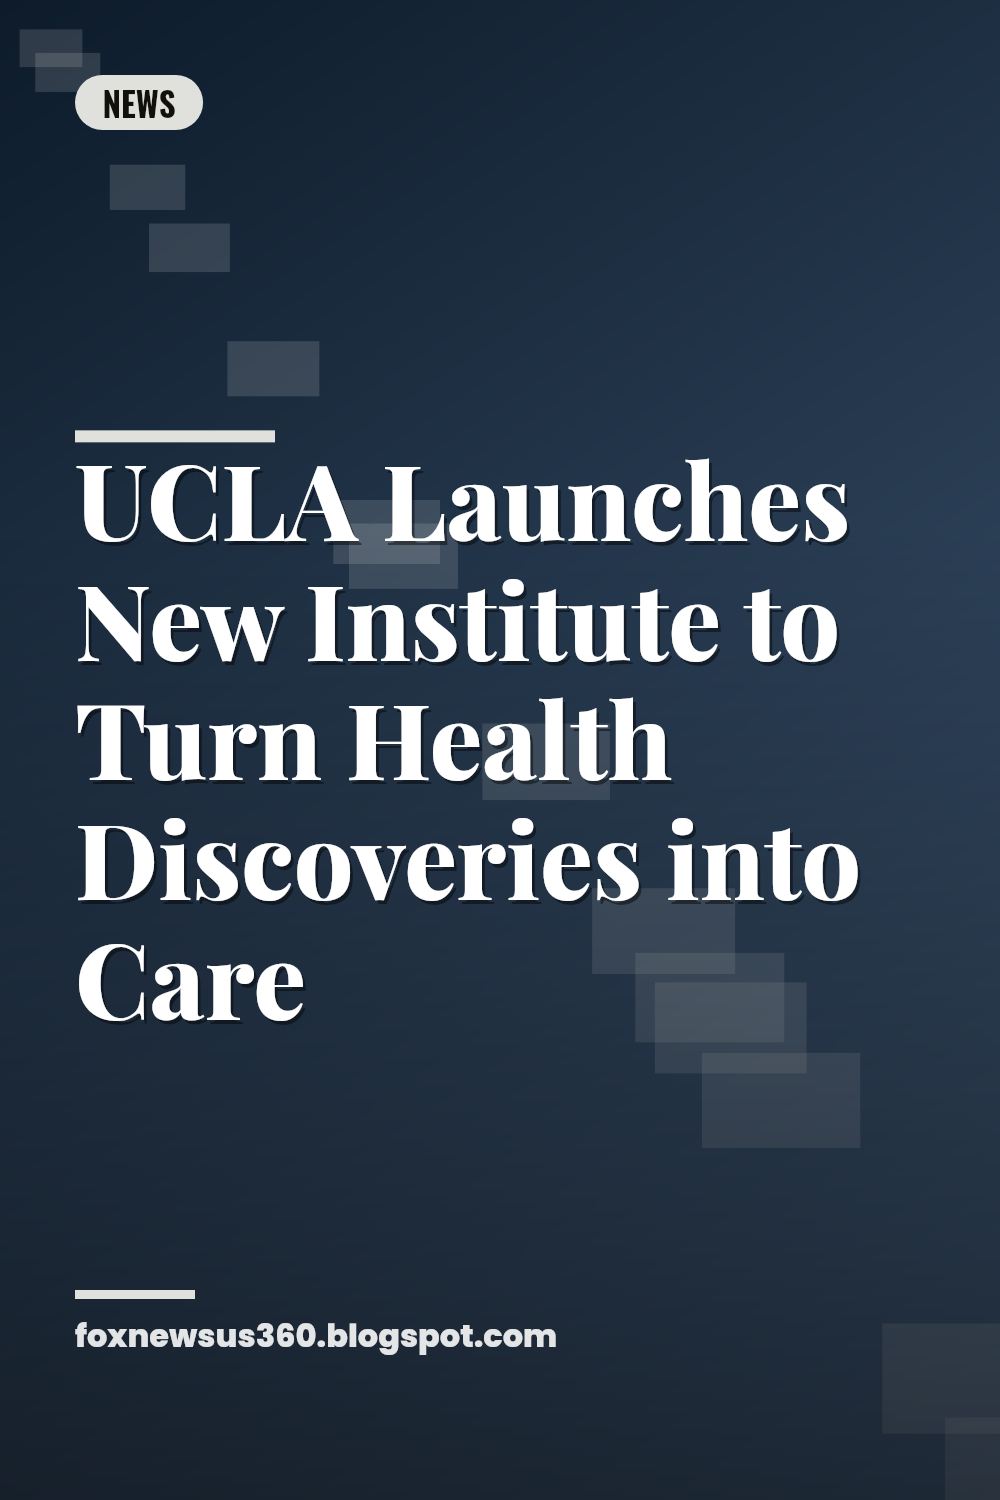 NEWS
UCLA Launches
New Institute to
Turn Health
Discoveries into
Care
foxnewsus360.blogspot.com